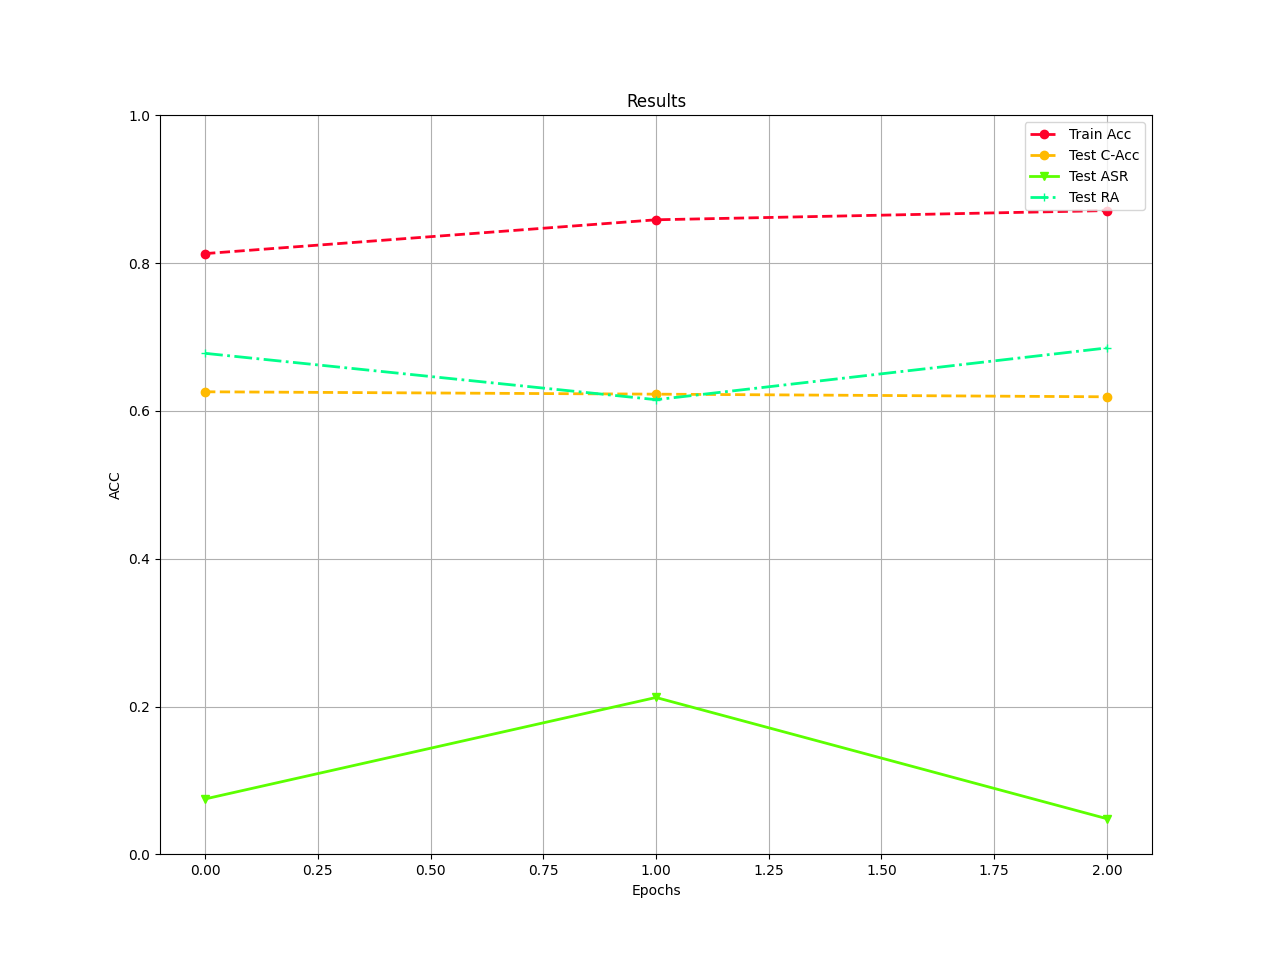 Results
1.0
0.8
0.6
0.4
0.2
0.0
ACC
Train Acc
Test C-Acc
Test ASR
Test RA
0.00 0.25 0.50 0.75 1.00 1.25 1.50 1.75 2.00
Epochs